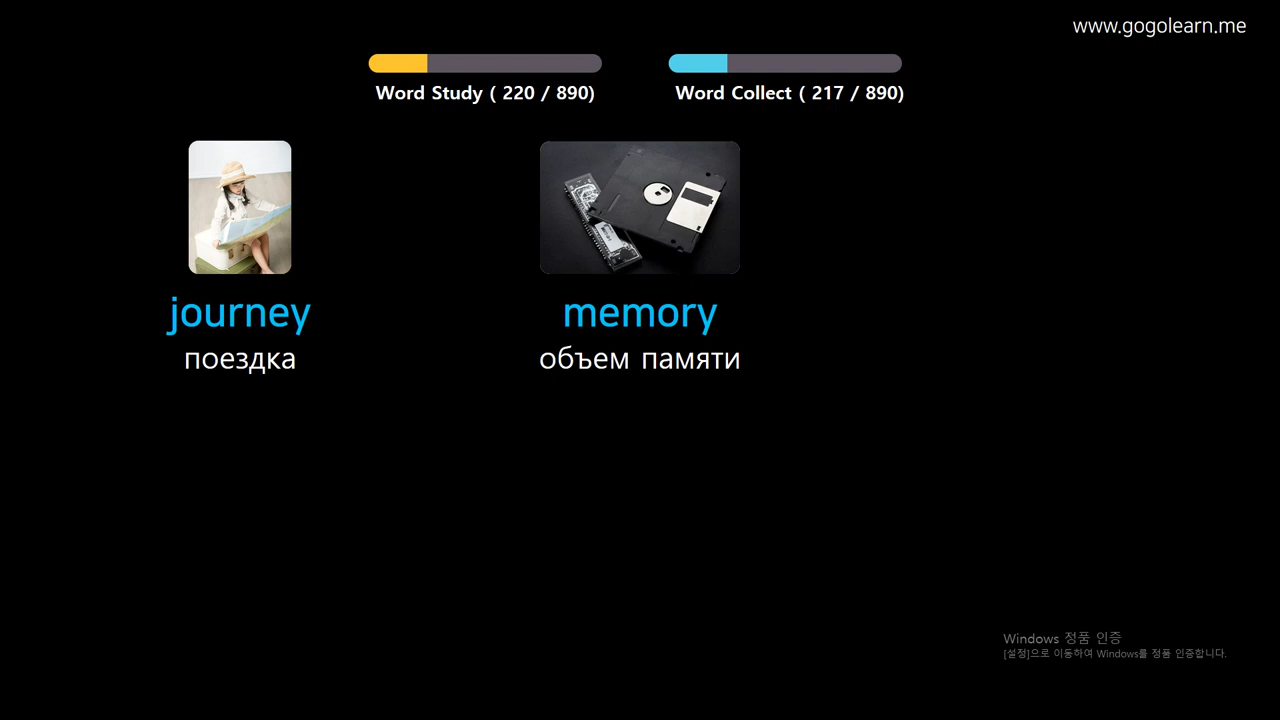 www.gogolearn.me
Word Study ( 220 / 890)
Word Collect ( 217 / 890)
journey
поездка
memory
объем памяти
Windows 정품 인증
[설정]으로 이동하여 Windows를 정품 인증합니다.